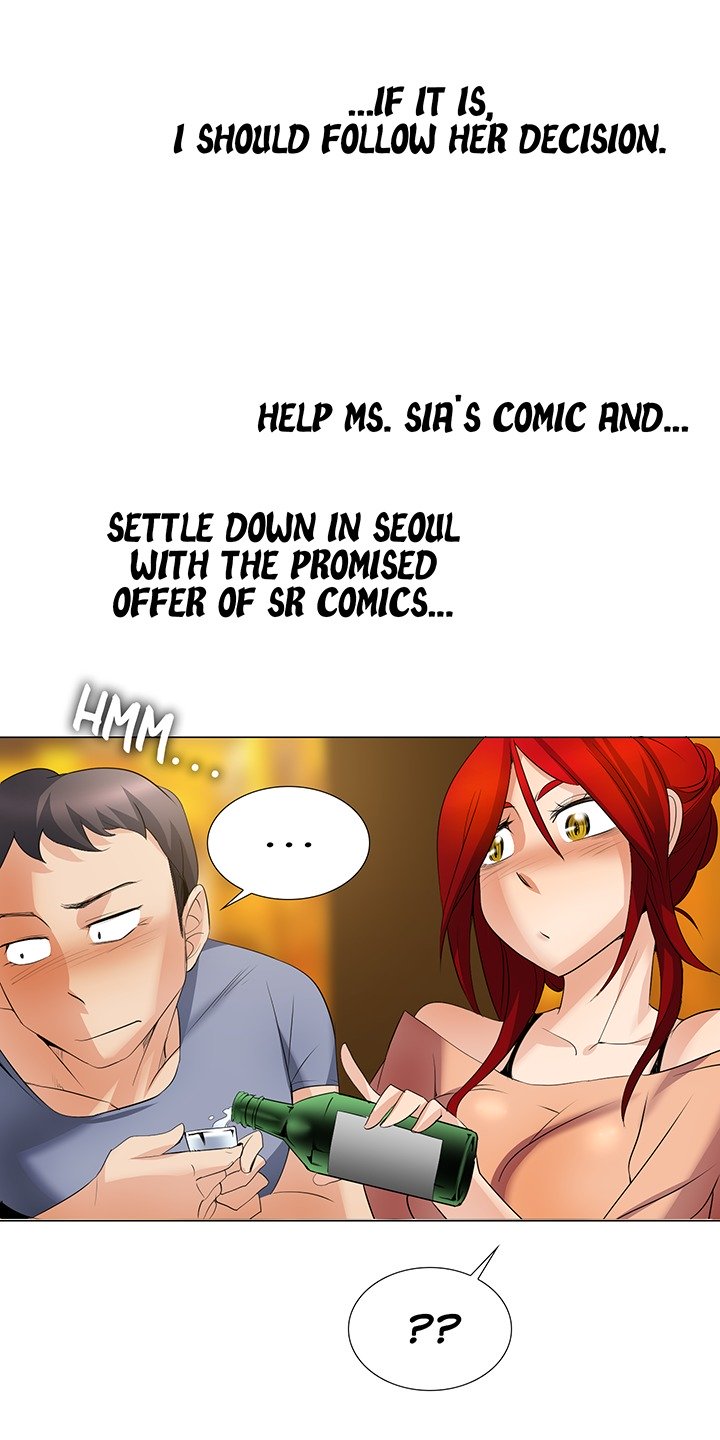 ...IF IT IS,
I SHOULD FOLLOW HER DECISION.
HELP MS. SIA'S COMIC AND...
SETTLE DOWN IN SEOUL
WITH THE PROMISED
OFFER OF SR COMICS...
HMM...
...
??